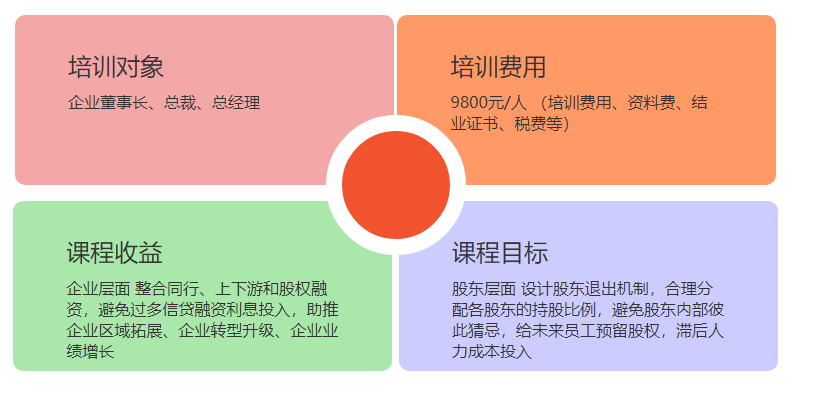 培训对象
企业董事长、总裁、总经理
培训费用
9800元/人 （培训费用、资料费、结
业证书、税费等）
课程收益
企业层面 整合同行、上下游和股权融
资，避免过多信贷融资利息投入，助推
企业区域拓展、企业转型升级、企业业
绩增长
课程目标
股东层面 设计股东退出机制，合理分
配各股东的持股比例，避免股东内部彼
此猜忌，给未来员工预留股权，滞后人
力成本投入